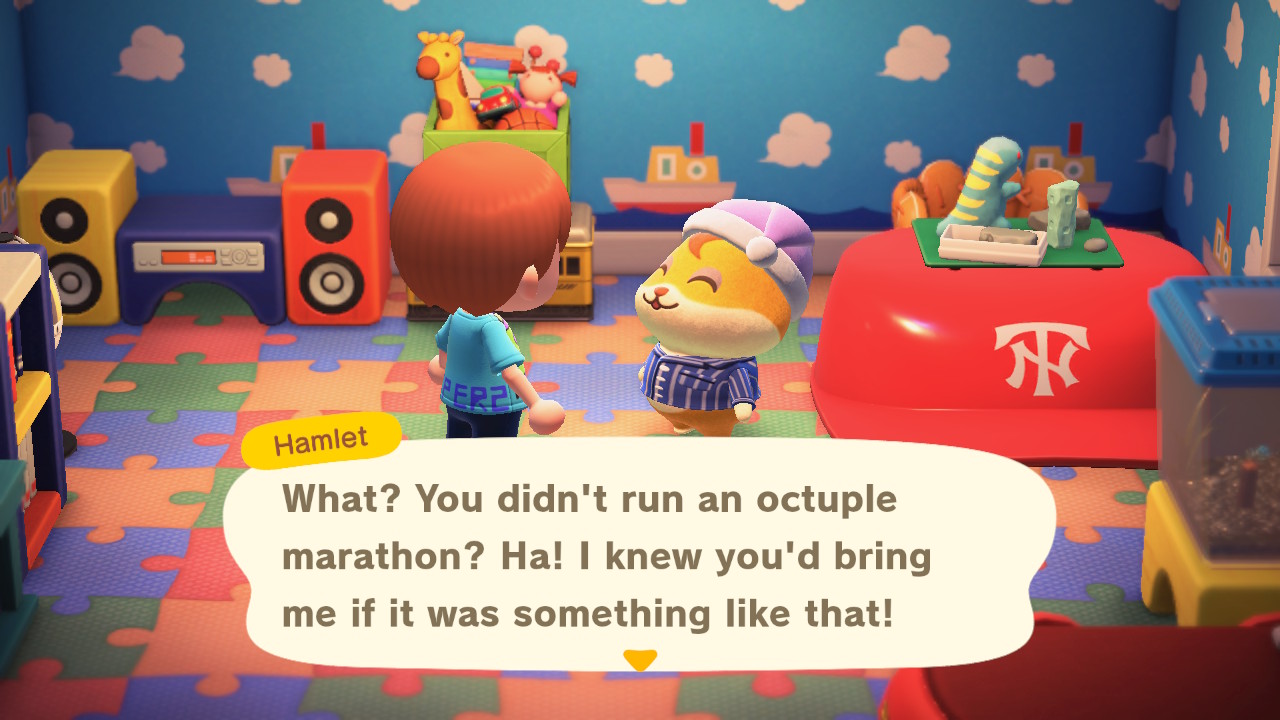 Hamlet
What? You didn't run an octuple
marathon? Ha! I knew you'd bring
me if it was something like that!